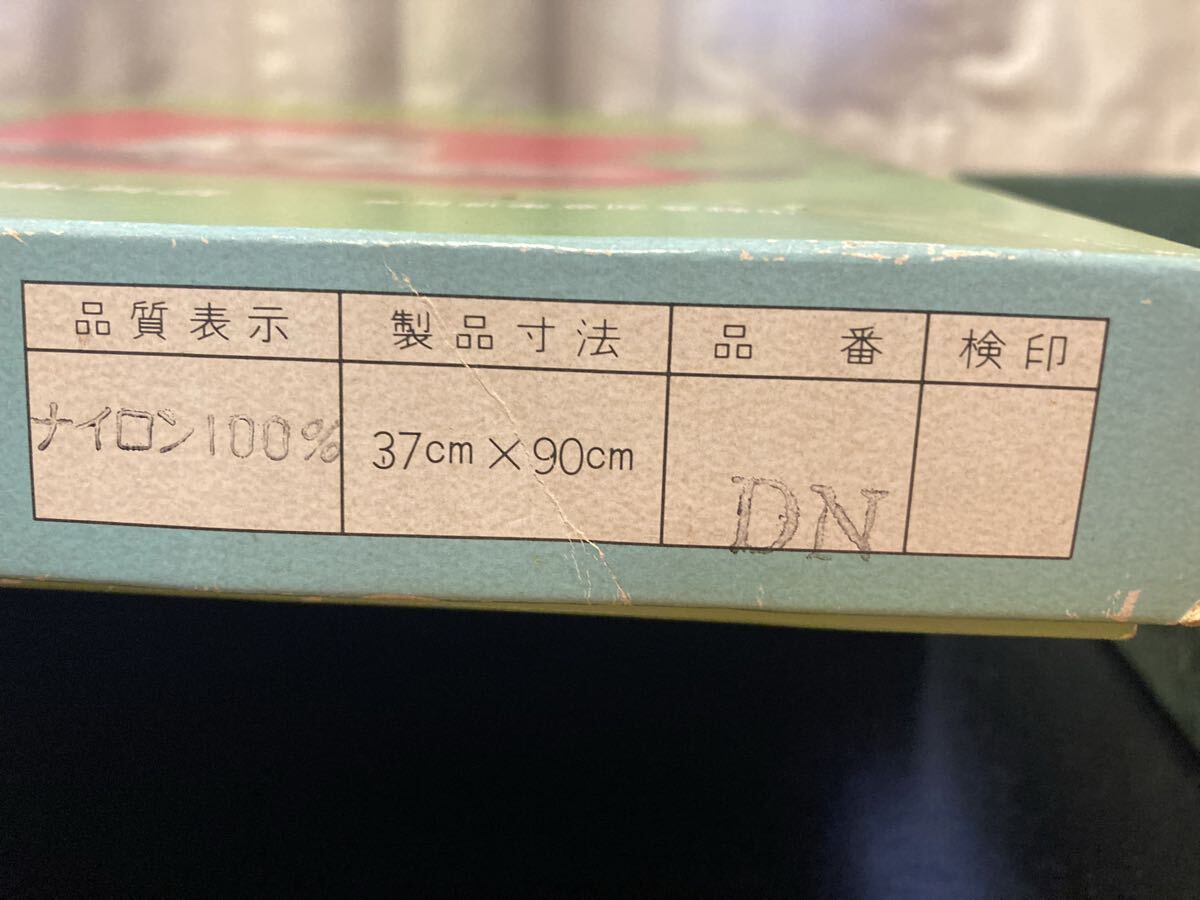 品質表示 製品寸法 品番 検印
ナイロン100% 37cm×90cm DN